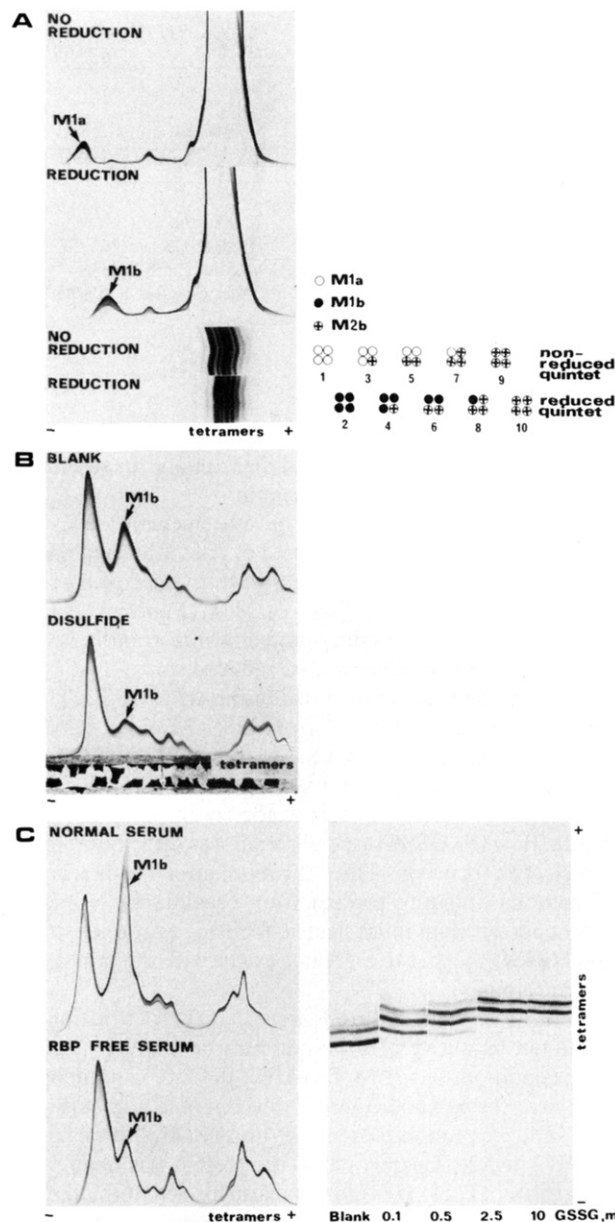 A
NO REDUCTION
M1a
REDUCTION
M1b
NO REDUCTION
REDUCTION
- tetramers +
M1a
M1b
M2b
non-reduced quintet
1 3 5 7 9
reduced quintet
2 4 6 8 10
B
BLANK
M1b
DISULFIDE
M1b
tetramers
- +
C
NORMAL SERUM
M1b
RBP FREE SERUM
M1b
- tetramers +
+
tetramers
-
Blank 0.1 0.5 2.5 10 GSSG,m